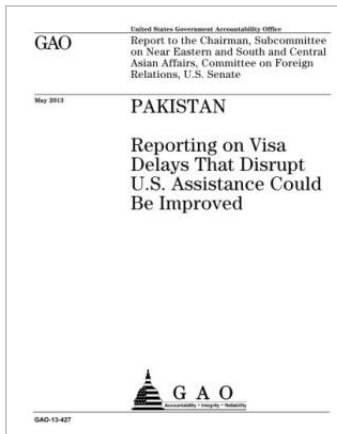 United States Government Accountability Office
GAO
Report to the Chairman, Subcommittee
on Near Eastern and South and Central
Asian Affairs, Committee on Foreign
Relations, U.S. Senate
May 2013
PAKISTAN
Reporting on Visa
Delays That Disrupt
U.S. Assistance Could
Be Improved
G A O
Accountability * Integrity * Reliability
GAO-13-427